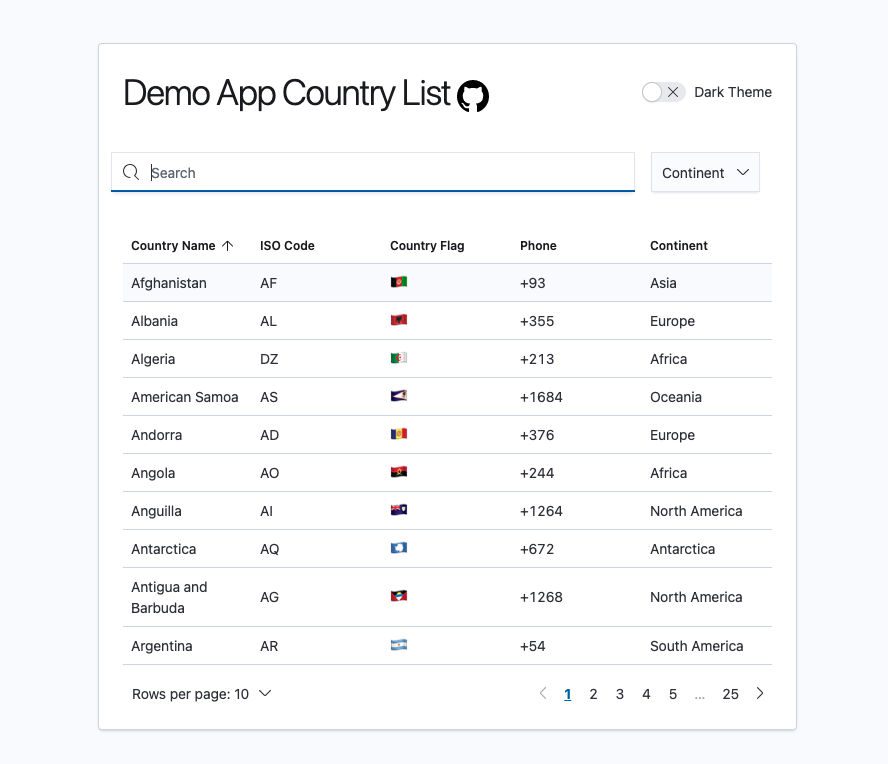 Demo App Country List
Dark Theme
Search
Continent
Country Name ISO Code Country Flag Phone Continent
Afghanistan AF +93 Asia
Albania AL +355 Europe
Algeria DZ +213 Africa
American Samoa AS +1684 Oceania
Andorra AD +376 Europe
Angola AO +244 Africa
Anguilla AI +1264 North America
Antarctica AQ +672 Antarctica
Antigua and
Barbuda AG +1268 North America
Argentina AR +54 South America
Rows per page: 10
1 2 3 4 5 ... 25